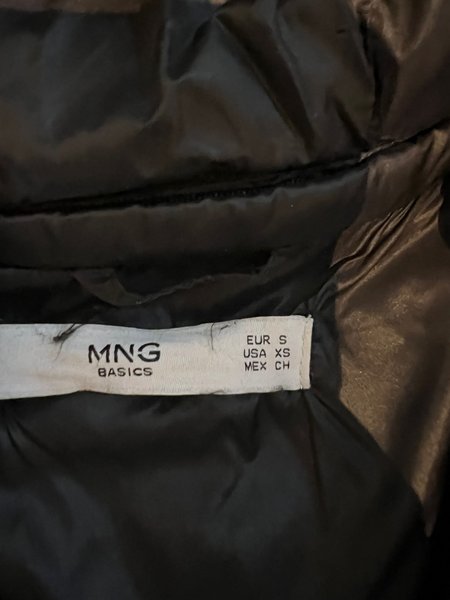 MNG
BASICS
EUR S
USA XS
MEX CH